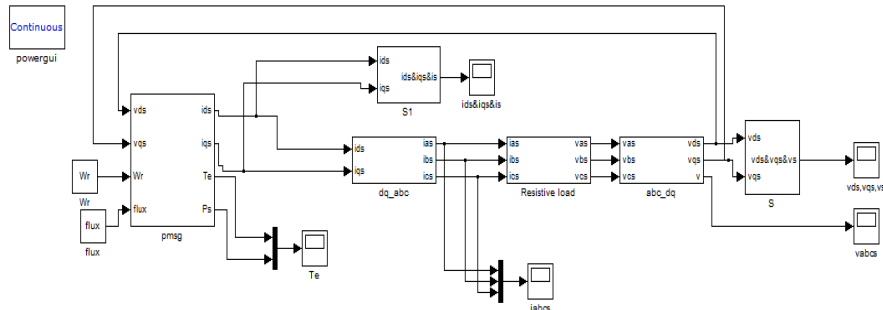 Continuous
powergui
vds
vqs
Wr
flux
ids
iqs
Te
Ps
pmsg
Wr
Wr
flux
flux
ids
iqs
ids&iqs&is
S1
ids&iqs&is
Te
ids
iqs
ias
ibs
ics
dq_abc
ias
ibs
ics
vas
vbs
vcs
Resistive load
vas
vbs
vcs
vds
vqs
v
abc_dq
vds
vqs
vds&vqs&vs
S
vds,vqs,vs
vabcs
iabcs